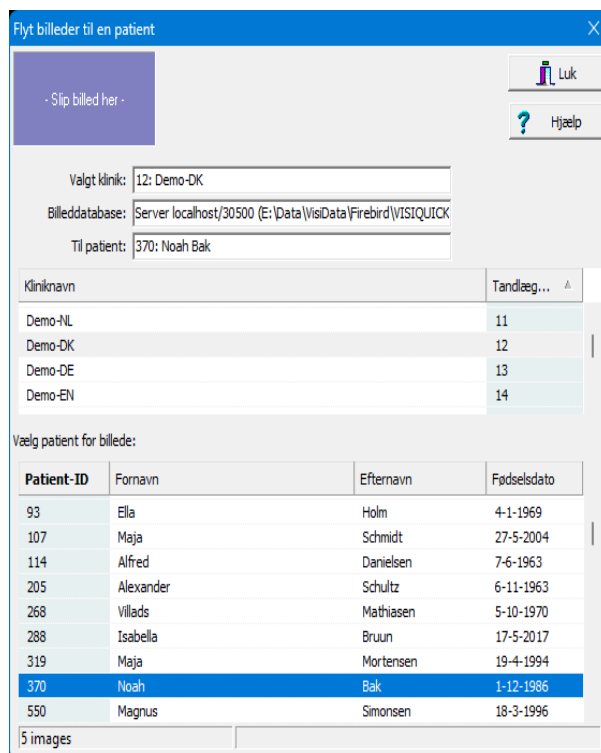 Flyt billeder til en patient
- Slip billed her -
Luk
Hjælp
Valgt klinik: 12: Demo-DK
Billeddatabase: Server localhost/30500 (E:\Data\VisiData\Firebird\VISIQUICK
Til patient: 370: Noah Bak
Kliniknavn Tandlæg...
Demo-NL 11
Demo-DK 12
Demo-DE 13
Demo-EN 14
Vælg patient for billede:
Patient-ID Fornavn Efternavn Fødselsdato
93 Ella Holm 4-1-1969
107 Maja Schmidt 27-5-2004
114 Alfred Danielsen 7-6-1963
205 Alexander Schultz 6-11-1963
268 Villads Mathiasen 5-10-1970
288 Isabella Bruun 17-5-2017
319 Maja Mortensen 19-4-1994
370 Noah Bak 1-12-1986
550 Magnus Simonsen 18-3-1996
5 images